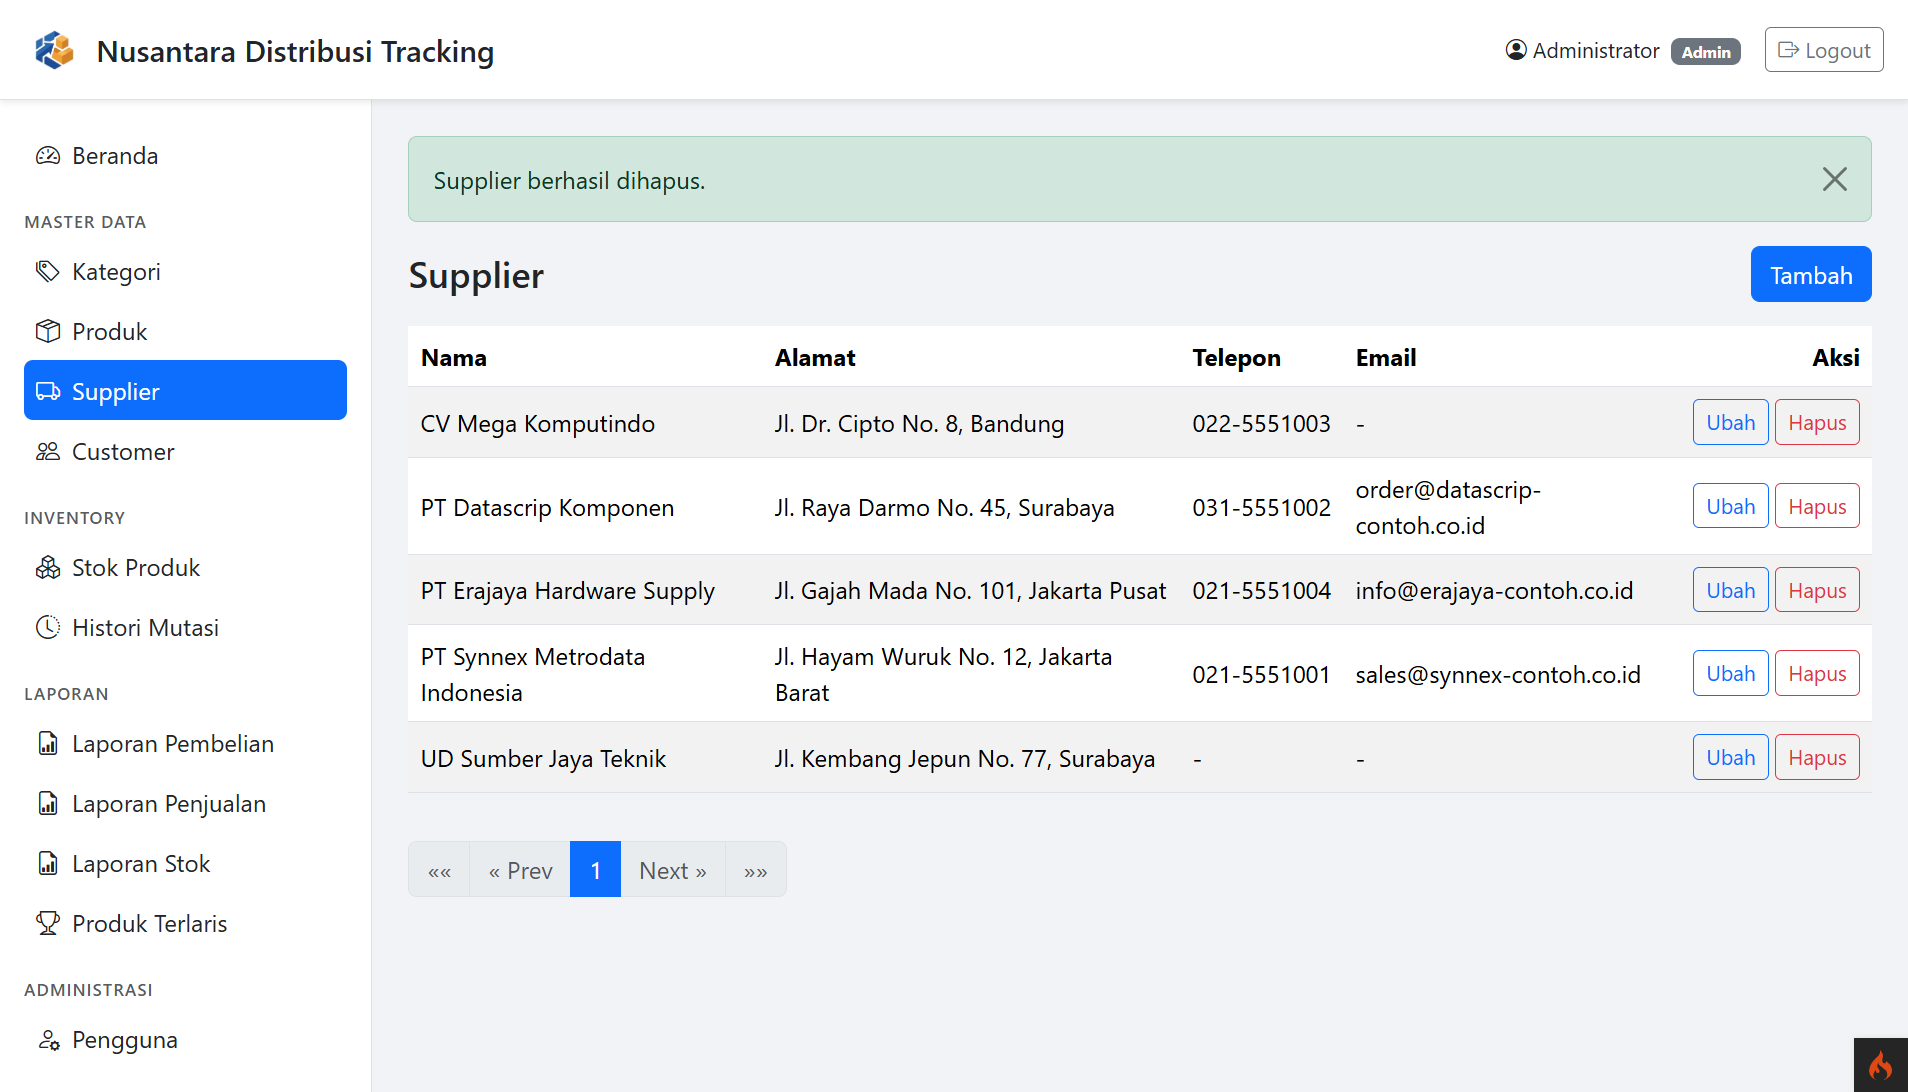 Nusantara Distribusi Tracking
Administrator Admin Logout
Beranda
MASTER DATA
Kategori
Produk
Supplier
Customer
INVENTORY
Stok Produk
Histori Mutasi
LAPORAN
Laporan Pembelian
Laporan Penjualan
Laporan Stok
Produk Terlaris
ADMINISTRASI
Pengguna
Supplier berhasil dihapus.
Supplier
Tambah
Nama Alamat Telepon Email Aksi
CV Mega Komputindo Jl. Dr. Cipto No. 8, Bandung 022-5551003 - Ubah Hapus
PT Datascrip Komponen Jl. Raya Darmo No. 45, Surabaya 031-5551002 order@datascrip-
contoh.co.id Ubah Hapus
PT Erajaya Hardware Supply Jl. Gajah Mada No. 101, Jakarta Pusat 021-5551004 info@erajaya-contoh.co.id Ubah Hapus
PT Synnex Metrodata
Indonesia Jl. Hayam Wuruk No. 12, Jakarta
Barat 021-5551001 sales@synnex-contoh.co.id Ubah Hapus
UD Sumber Jaya Teknik Jl. Kembang Jepun No. 77, Surabaya - - Ubah Hapus
«« « Prev 1 Next » »»